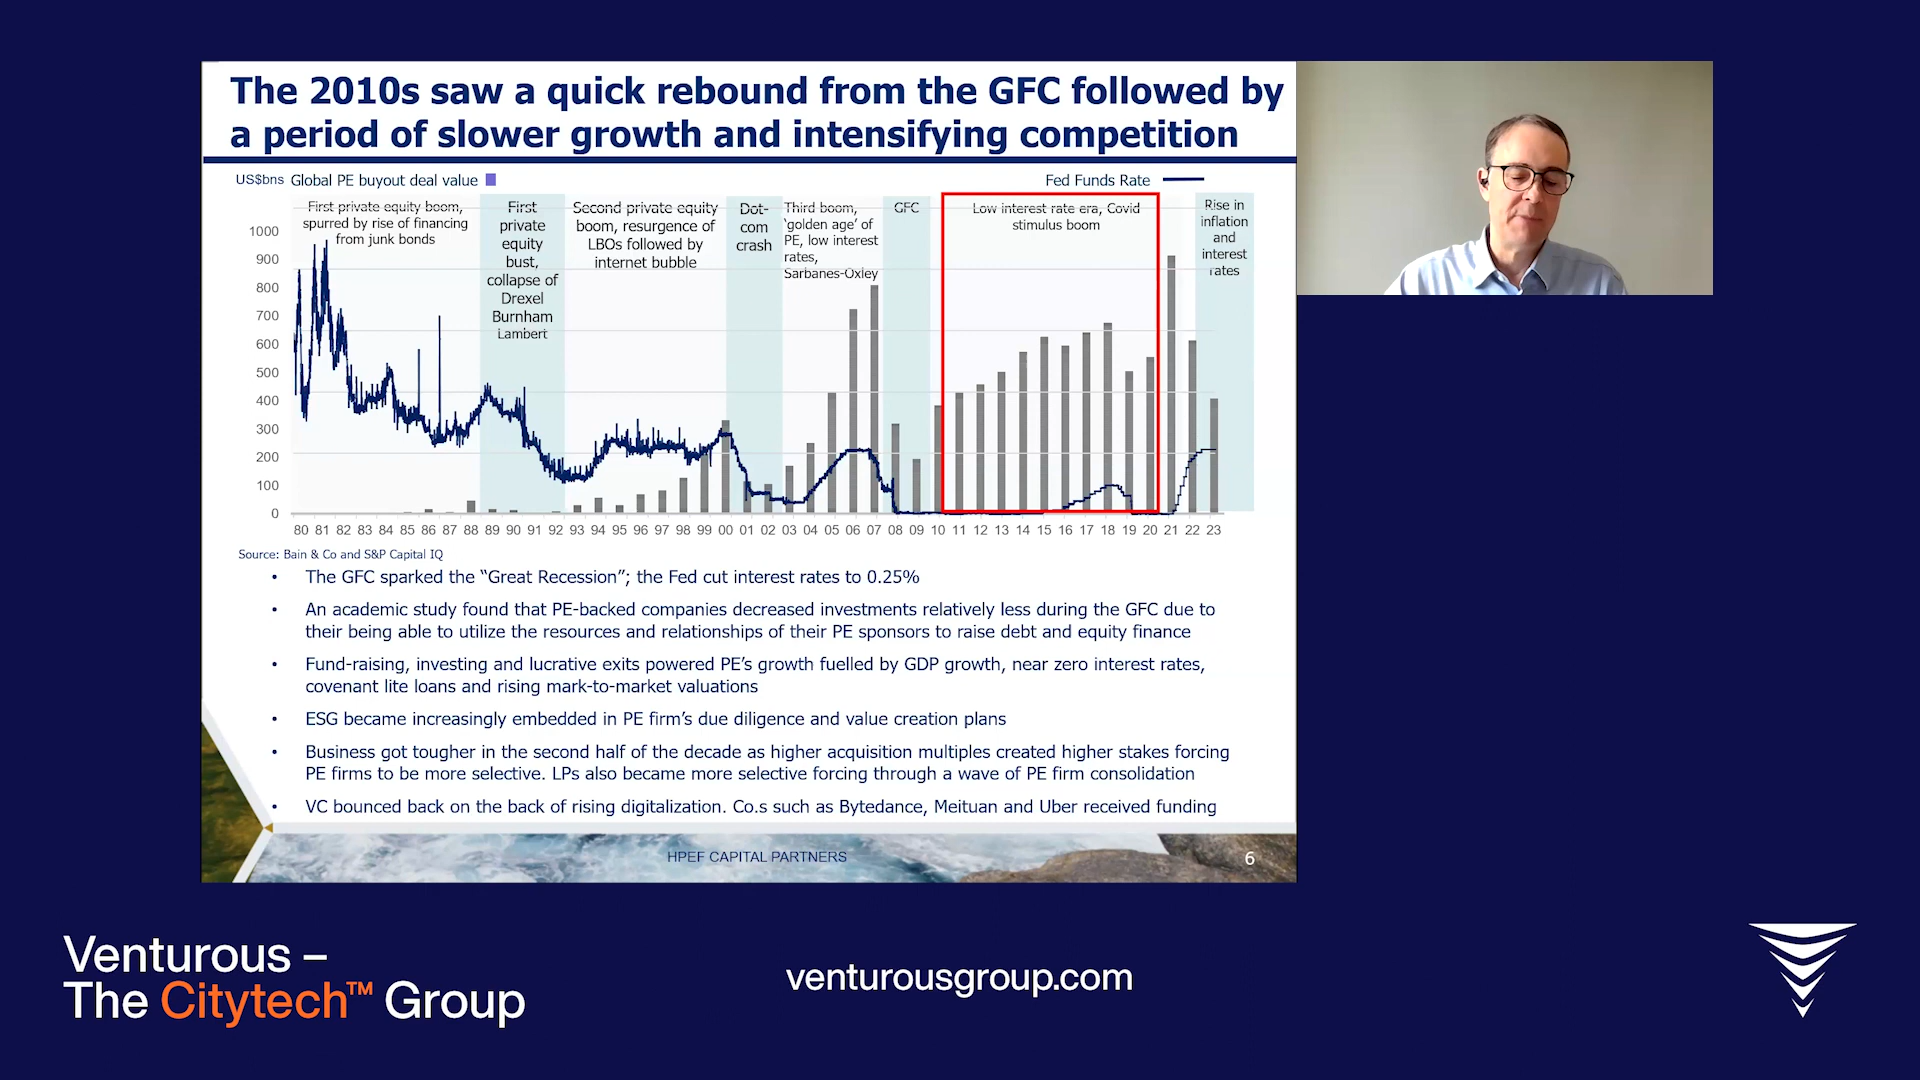 The 2010s saw a quick rebound from the GFC followed by
a period of slower growth and intensifying competition
US$bns Global PE buyout deal value
Fed Funds Rate
First private equity boom,
spurred by rise of financing
from junk bonds
First
private
equity
bust,
collapse of
Drexel
Burnham
Lambert
Second private equity
boom, resurgence of
LBOs followed by
internet bubble
Dot-
com
crash
Third boom,
‘golden age’ of
PE, low interest
rates,
Sarbanes-Oxley
GFC
Low interest rate era, Covid
stimulus boom
Rise in
inflation
and
interest
rates
1000
900
800
700
600
500
400
300
200
100
0
80 81 82 83 84 85 86 87 88 89 90 91 92 93 94 95 96 97 98 99 00 01 02 03 04 05 06 07 08 09 10 11 12 13 14 15 16 17 18 19 20 21 22 23
Source: Bain & Co and S&P Capital IQ
• The GFC sparked the “Great Recession”; the Fed cut interest rates to 0.25%
• An academic study found that PE-backed companies decreased investments relatively less during the GFC due to
their being able to utilize the resources and relationships of their PE sponsors to raise debt and equity finance
• Fund-raising, investing and lucrative exits powered PE’s growth fuelled by GDP growth, near zero interest rates,
covenant lite loans and rising mark-to-market valuations
• ESG became increasingly embedded in PE firm’s due diligence and value creation plans
• Business got tougher in the second half of the decade as higher acquisition multiples created higher stakes forcing
PE firms to be more selective. LPs also became more selective forcing through a wave of PE firm consolidation
• VC bounced back on the back of rising digitalization. Co.s such as Bytedance, Meituan and Uber received funding
HPEF CAPITAL PARTNERS
6
Venturous –
The Citytech™ Group
venturousgroup.com